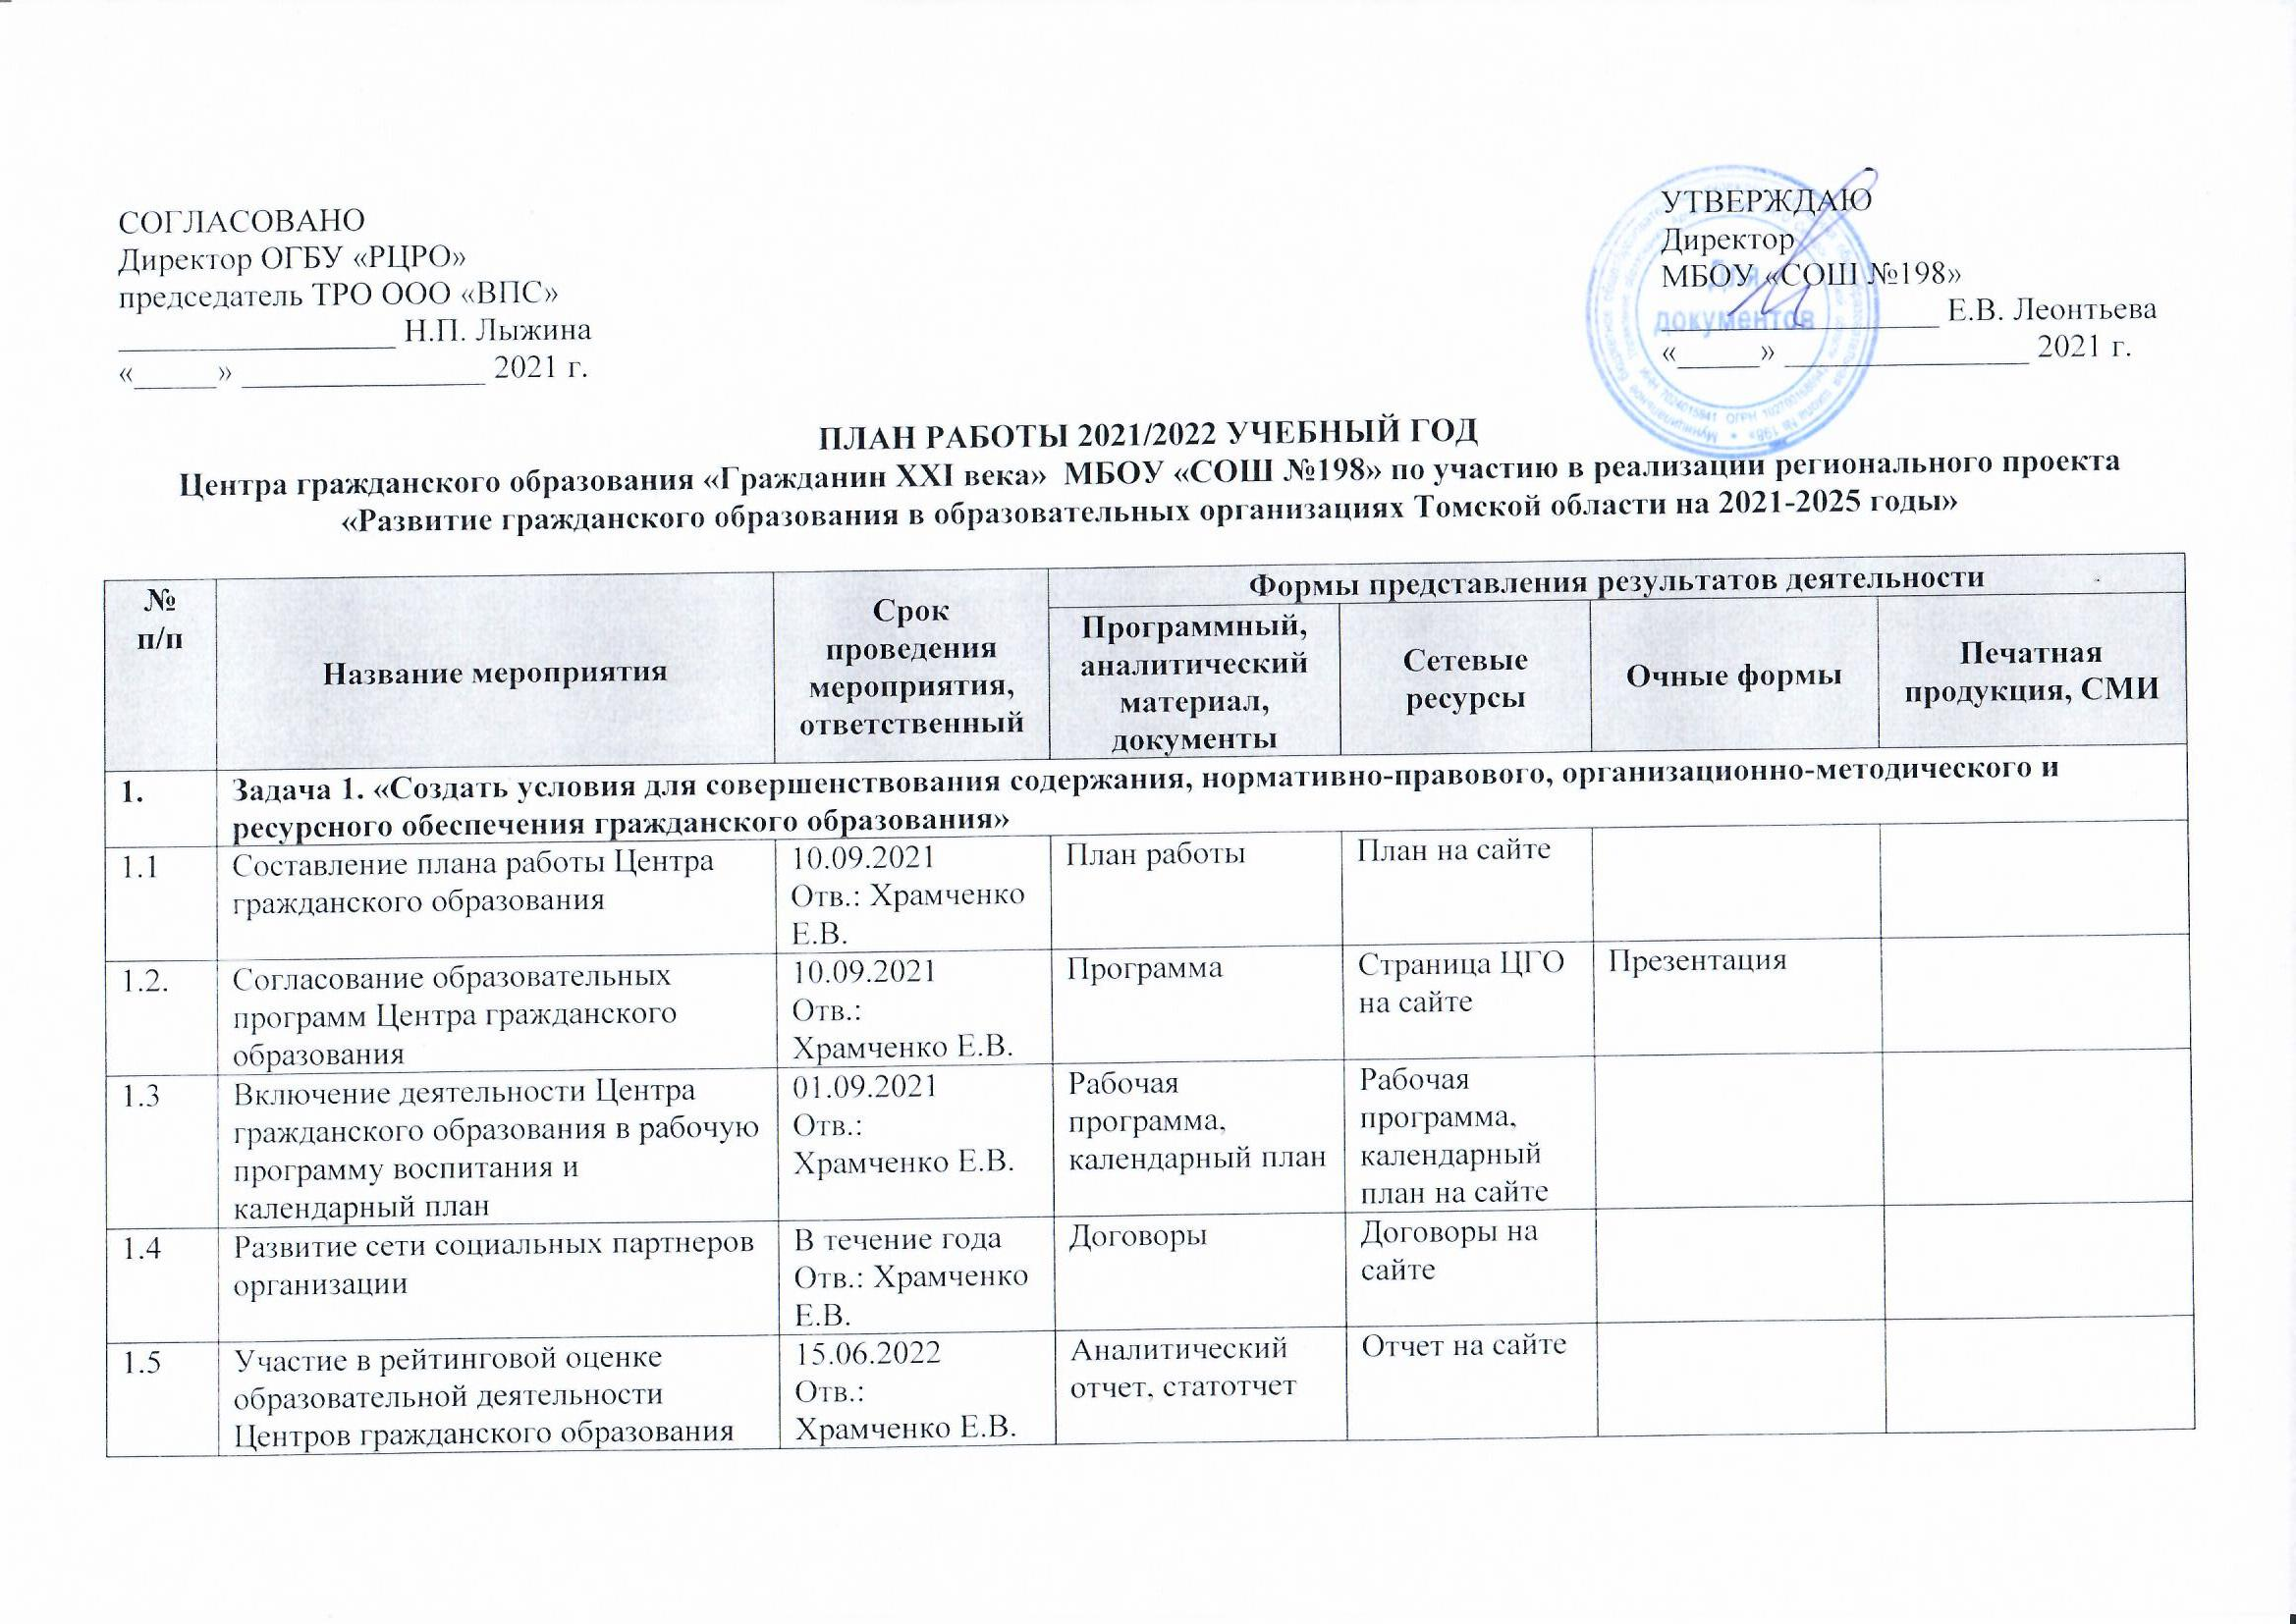 СОГЛАСОВАНО
Директор ОГБУ «РЦРО»
председатель ТРО ООО «ВПС»
_________________ Н.П. Лыжина
«_____» _______________ 2021 г.
УТВЕРЖДАЮ
Директор
МБОУ «СОШ №198»
_________________ Е.В. Леонтьева
«_____» _______________ 2021 г.
Для
документов
ПЛАН РАБОТЫ 2021/2022 УЧЕБНЫЙ ГОД
Центра гражданского образования «Гражданин XXI века» МБОУ «СОШ №198» по участию в реализации регионального проекта
«Развитие гражданского образования в образовательных организациях Томской области на 2021-2025 годы»
№
п/п
Название мероприятия
Срок
проведения
мероприятия,
ответственный
Формы представления результатов деятельности
Программный,
аналитический
материал,
документы
Сетевые
ресурсы
Очные формы
Печатная
продукция, СМИ
1.
Задача 1. «Создать условия для совершенствования содержания, нормативно-правового, организационно-методического и
ресурсного обеспечения гражданского образования»
1.1
Составление плана работы Центра
гражданского образования
10.09.2021
Отв.: Храмченко
Е.В.
План работы
План на сайте
1.2.
Согласование образовательных
программ Центра гражданского
образования
10.09.2021
Отв.:
Храмченко Е.В.
Программа
Страница ЦГО
на сайте
Презентация
1.3
Включение деятельности Центра
гражданского образования в рабочую
программу воспитания и
календарный план
01.09.2021
Отв.:
Храмченко Е.В.
Рабочая
программа,
календарный план
Рабочая
программа,
календарный
план на сайте
1.4
Развитие сети социальных партнеров
организации
В течение года
Отв.: Храмченко
Е.В.
Договоры
Договоры на
сайте
1.5
Участие в рейтинговой оценке
образовательной деятельности
Центров гражданского образования
15.06.2022
Отв.:
Храмченко Е.В.
Аналитический
отчет, статотчет
Отчет на сайте